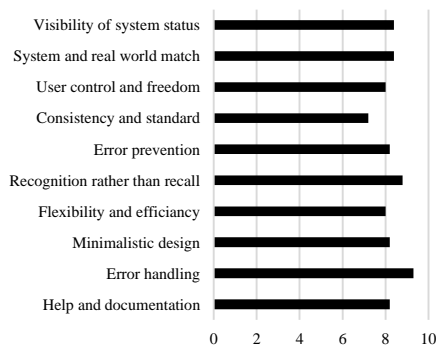 Visibility of system status
System and real world match
User control and freedom
Consistency and standard
Error prevention
Recognition rather than recall
Flexibility and efficiancy
Minimalistic design
Error handling
Help and documentation
0 2 4 6 8 10